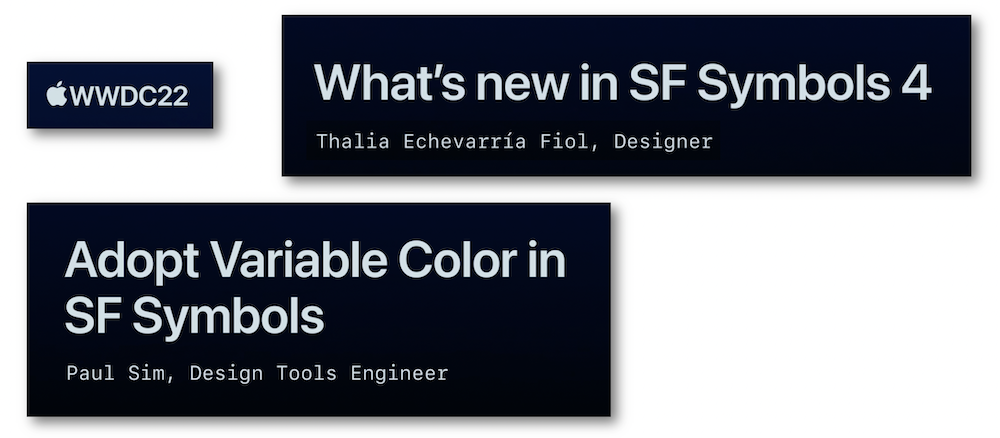 WWDC22
What’s new in SF Symbols 4
Thalia Echevarría Fiol, Designer
Adopt Variable Color in
SF Symbols
Paul Sim, Design Tools Engineer